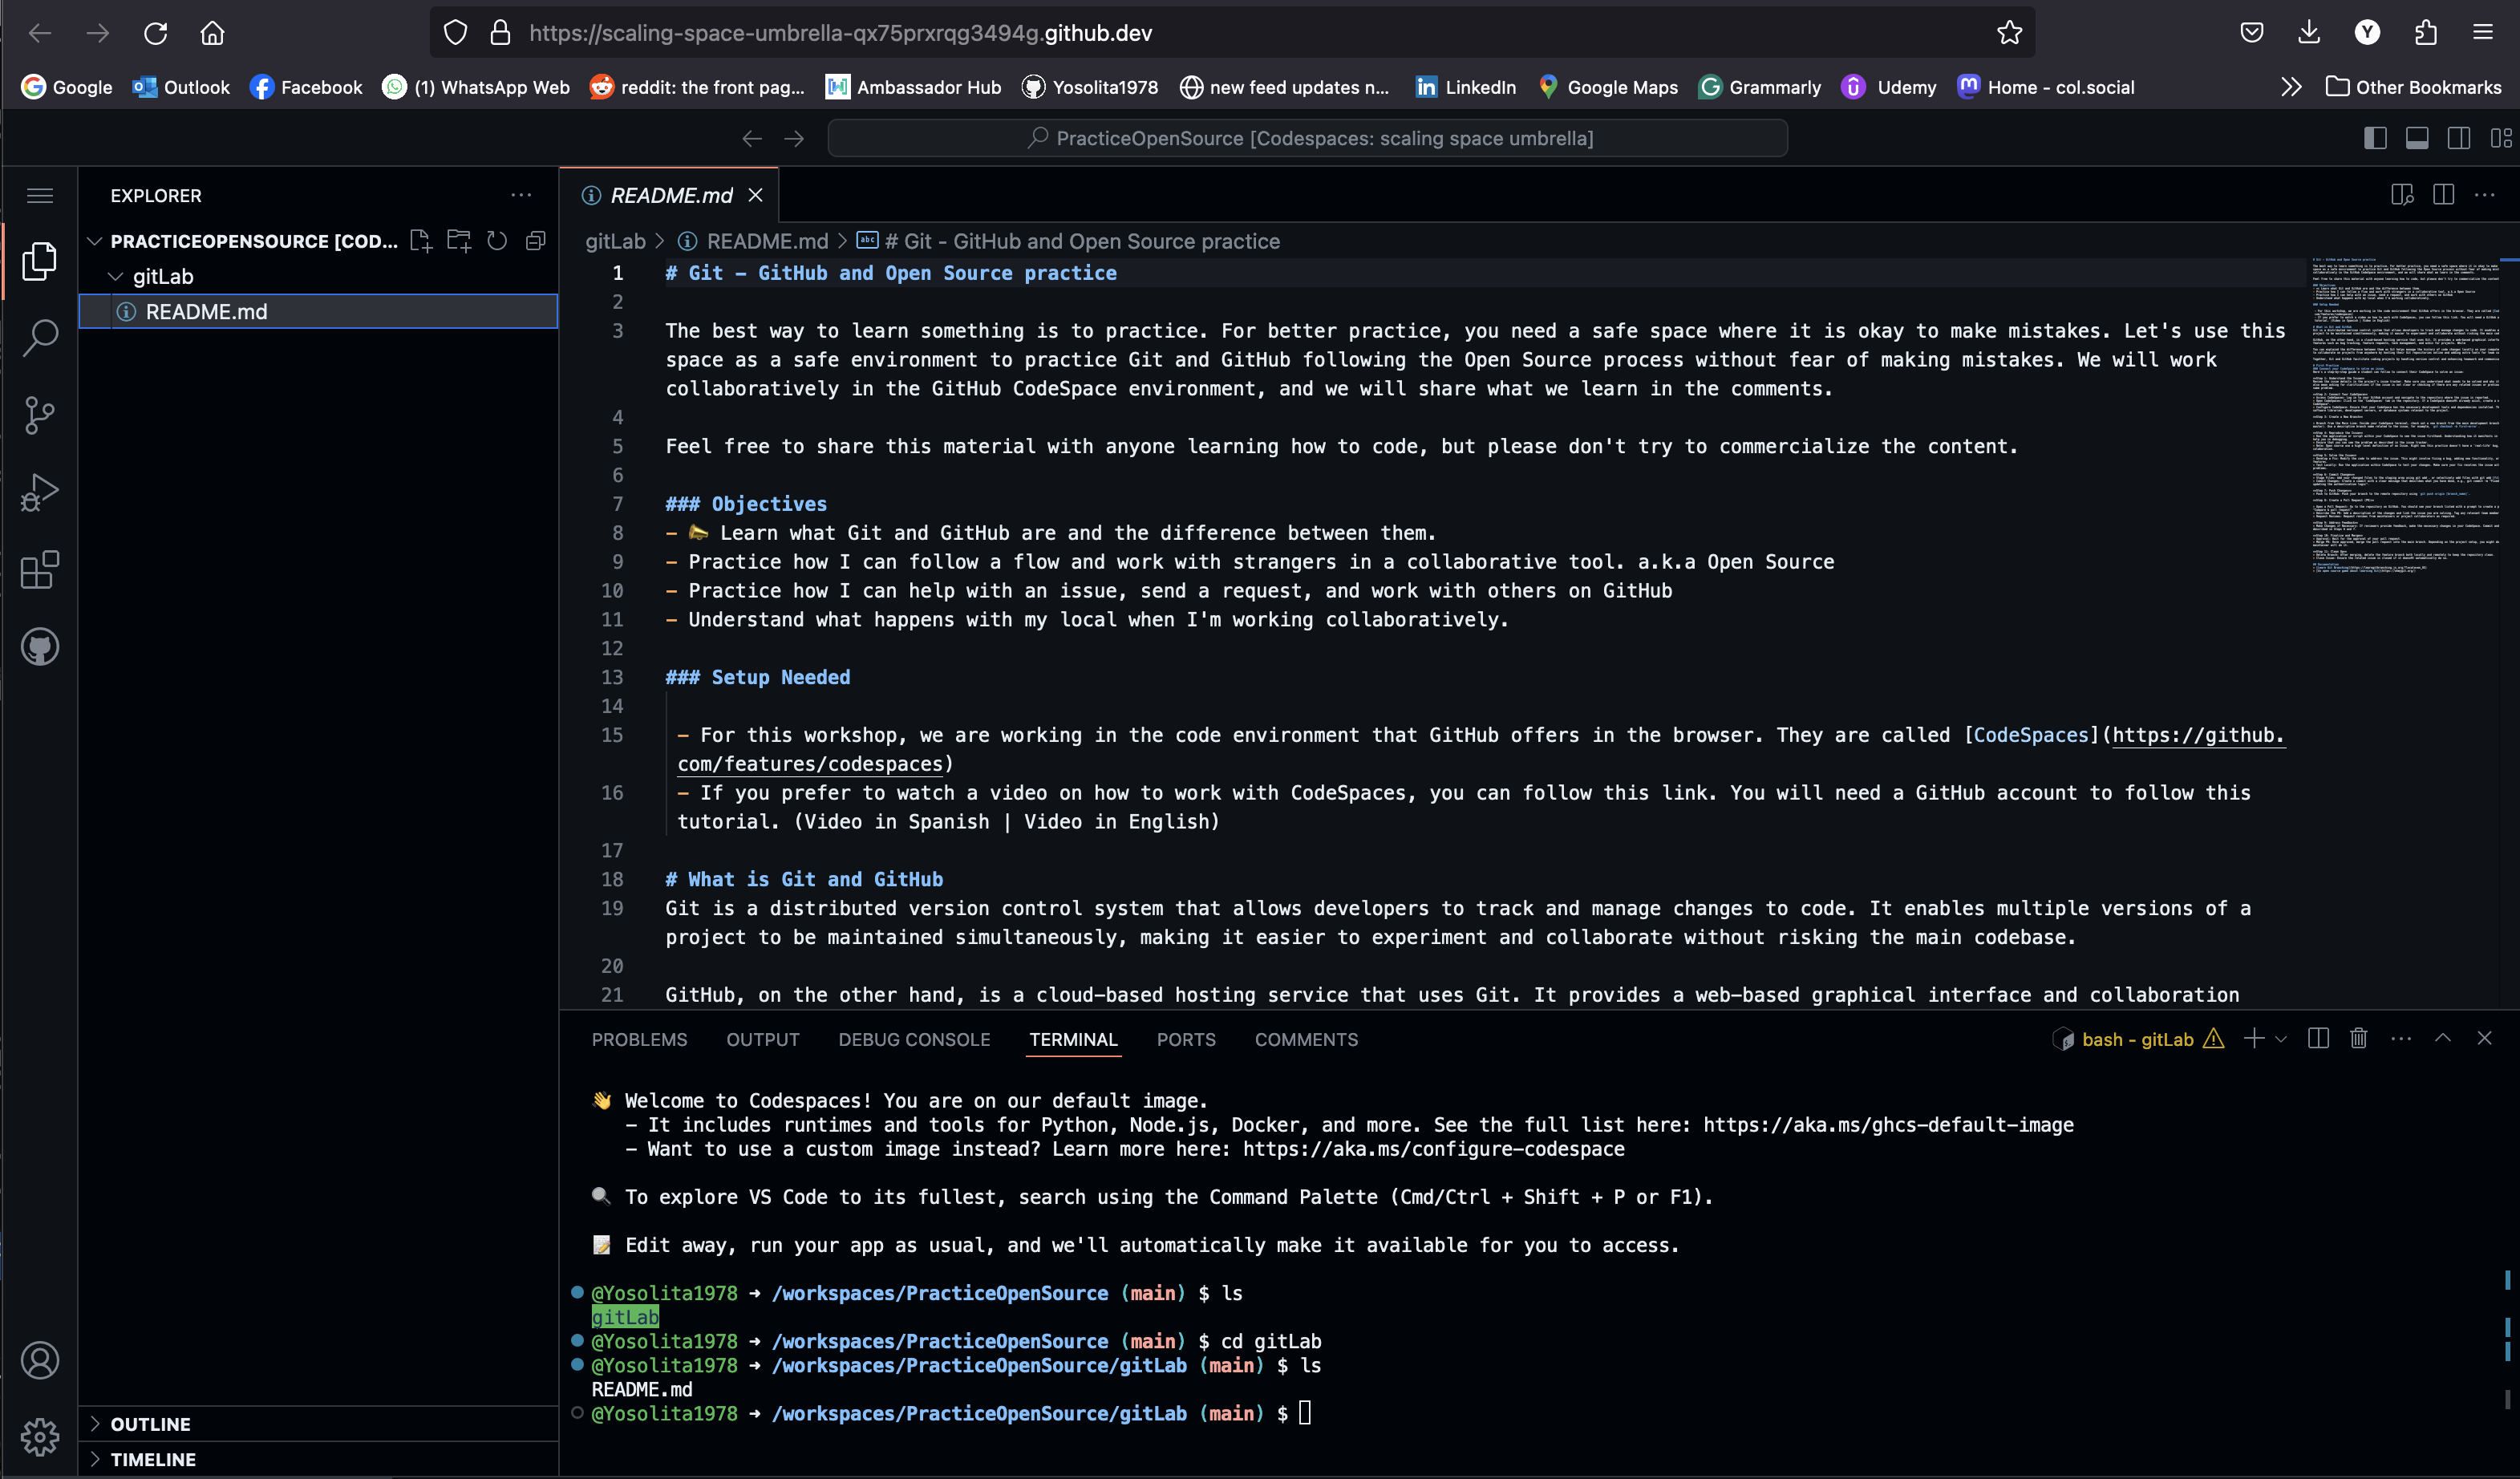 https://scaling-space-umbrella-qx75prxrqg3494g.github.dev
Y
Google Outlook Facebook (1) WhatsApp Web reddit: the front pag... Ambassador Hub Yosolita1978 new feed updates n... LinkedIn Google Maps Grammarly Udemy Home - col.social Other Bookmarks
PracticeOpenSource [Codespaces: scaling space umbrella]
EXPLORER
PRACTICEOPENSOURCE [COD...
gitLab
README.md
OUTLINE
TIMELINE
README.md
gitLab > README.md > # Git - GitHub and Open Source practice
1 # Git - GitHub and Open Source practice
2
3 The best way to learn something is to practice. For better practice, you need a safe space where it is okay to make mistakes. Let's use this
space as a safe environment to practice Git and GitHub following the Open Source process without fear of making mistakes. We will work
collaboratively in the GitHub CodeSpace environment, and we will share what we learn in the comments.
4
5 Feel free to share this material with anyone learning how to code, but please don't try to commercialize the content.
6
7 ### Objectives
8 - 📣 Learn what Git and GitHub are and the difference between them.
9 - Practice how I can follow a flow and work with strangers in a collaborative tool. a.k.a Open Source
10 - Practice how I can help with an issue, send a request, and work with others on GitHub
11 - Understand what happens with my local when I'm working collaboratively.
12
13 ### Setup Needed
14
15 - For this workshop, we are working in the code environment that GitHub offers in the browser. They are called [CodeSpaces](https://github.
com/features/codespaces)
16 - If you prefer to watch a video on how to work with CodeSpaces, you can follow this link. You will need a GitHub account to follow this
tutorial. (Video in Spanish | Video in English)
17
18 # What is Git and GitHub
19 Git is a distributed version control system that allows developers to track and manage changes to code. It enables multiple versions of a
project to be maintained simultaneously, making it easier to experiment and collaborate without risking the main codebase.
20
21 GitHub, on the other hand, is a cloud-based hosting service that uses Git. It provides a web-based graphical interface and collaboration
PROBLEMS OUTPUT DEBUG CONSOLE TERMINAL PORTS COMMENTS
bash - gitLab
👋 Welcome to Codespaces! You are on our default image.
- It includes runtimes and tools for Python, Node.js, Docker, and more. See the full list here: https://aka.ms/ghcs-default-image
- Want to use a custom image instead? Learn more here: https://aka.ms/configure-codespace
🔍 To explore VS Code to its fullest, search using the Command Palette (Cmd/Ctrl + Shift + P or F1).
📝 Edit away, run your app as usual, and we'll automatically make it available for you to access.
@Yosolita1978 → /workspaces/PracticeOpenSource (main) $ ls
gitLab
@Yosolita1978 → /workspaces/PracticeOpenSource (main) $ cd gitLab
@Yosolita1978 → /workspaces/PracticeOpenSource/gitLab (main) $ ls
README.md
@Yosolita1978 → /workspaces/PracticeOpenSource/gitLab (main) $